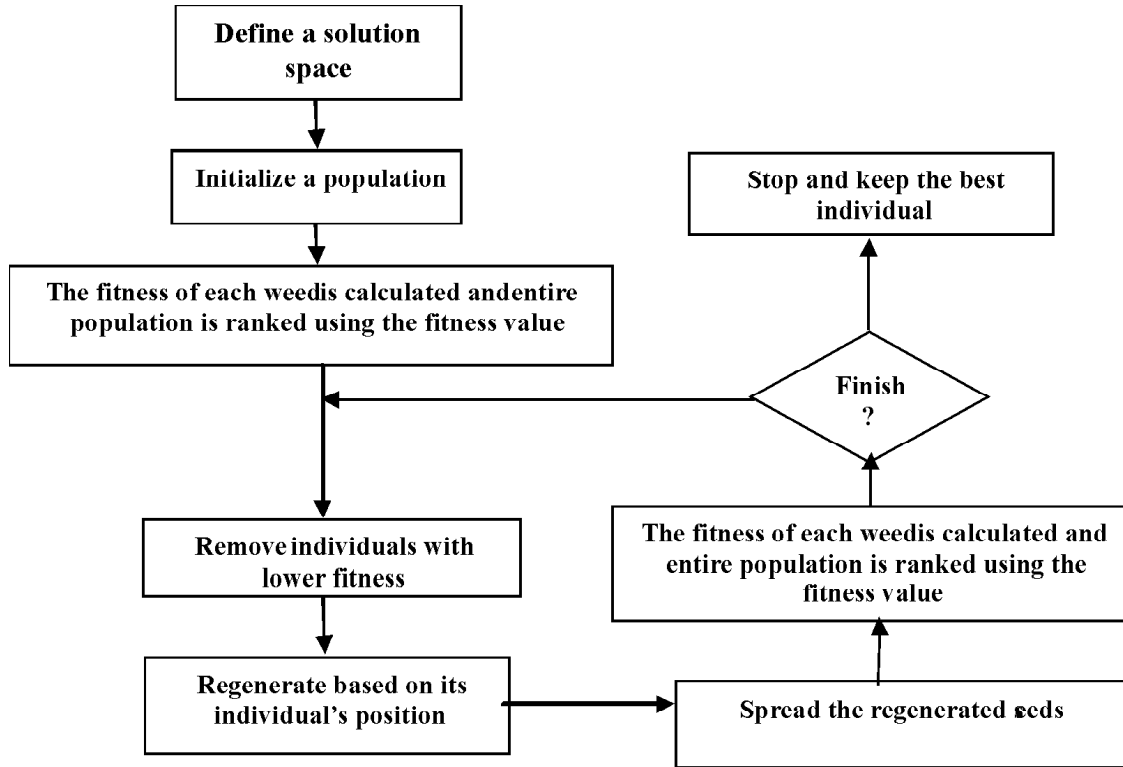 Define a solution
space
Initialize a population
The fitness of each weedis calculated andentire
population is ranked using the fitness value
Remove individuals with
lower fitness
Regenerate based on its
individual's position
Spread the regenerated seeds
The fitness of each weedis calculated and
entire population is ranked using the
fitness value
Finish
?
Stop and keep the best
individual